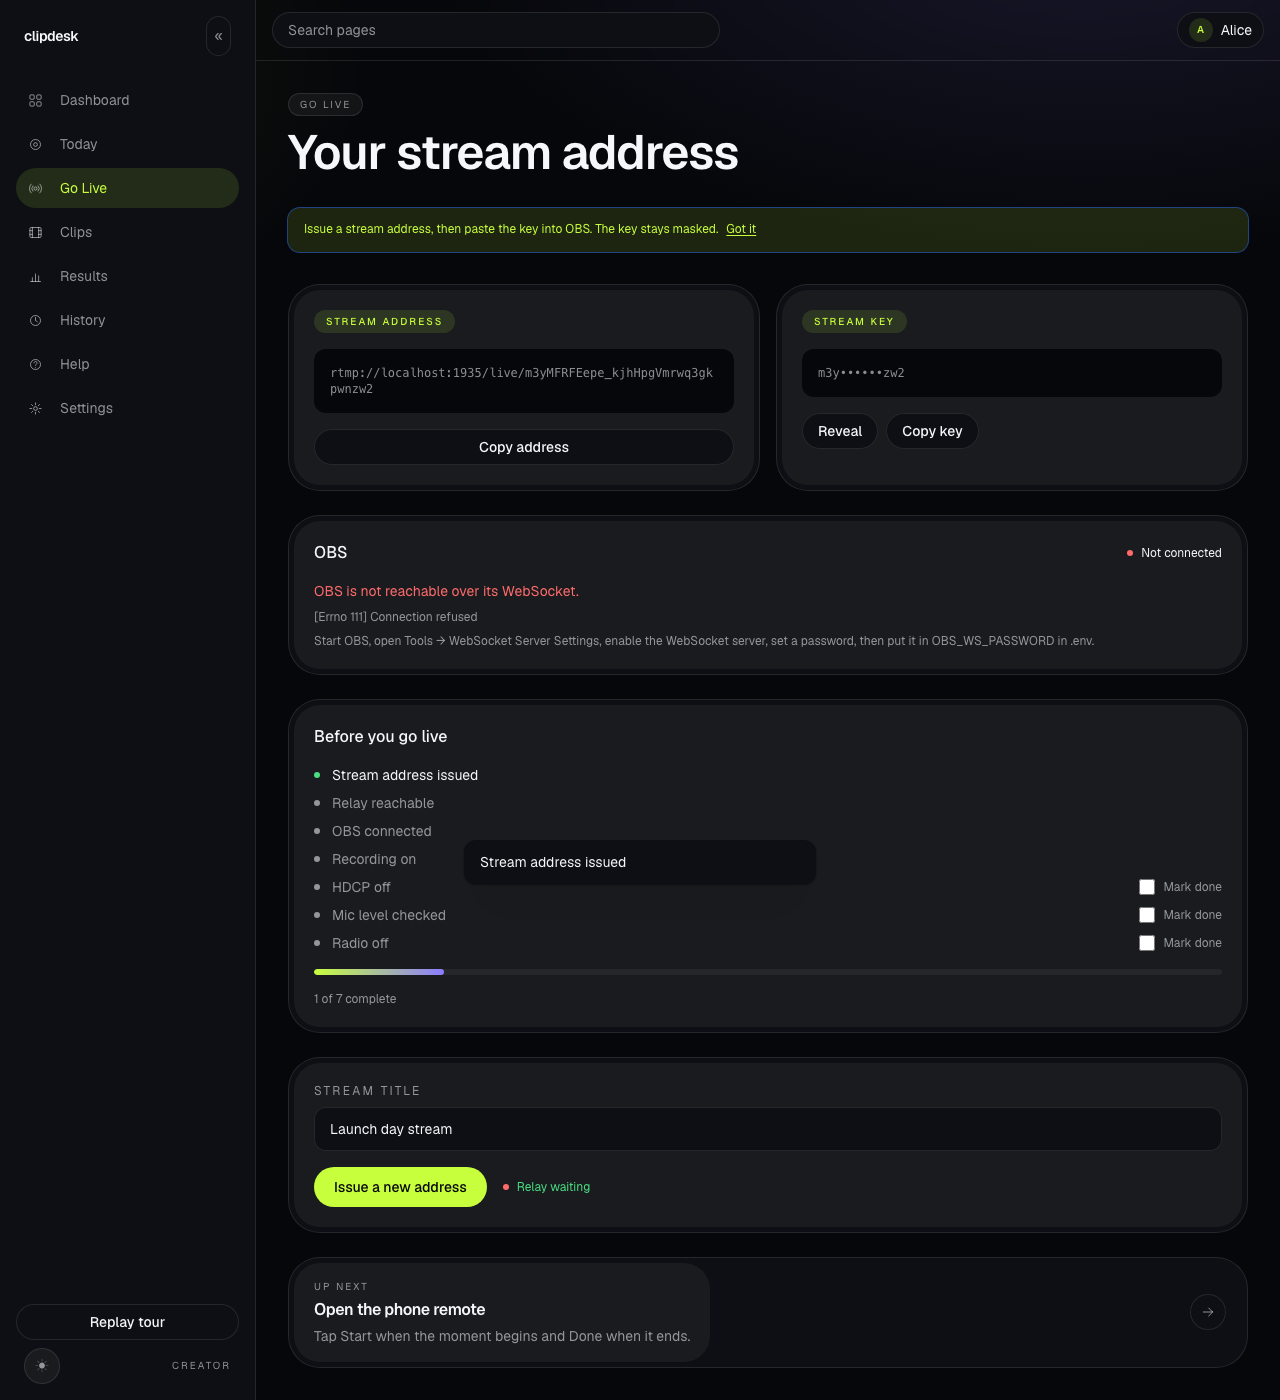 clipdesk
«
Search pages
A
Alice
Dashboard
Today
Go Live
Clips
Results
History
Help
Settings
GO LIVE
Your stream address
Issue a stream address, then paste the key into OBS. The key stays masked. Got it
STREAM ADDRESS
rtmp://localhost:1935/live/m3yMFRFEepe_kjhHpgVmrwq3gk
pwnzw2
Copy address
STREAM KEY
m3y••••••zw2
Reveal
Copy key
OBS
Not connected
OBS is not reachable over its WebSocket.
[Errno 111] Connection refused
Start OBS, open Tools → WebSocket Server Settings, enable the WebSocket server, set a password, then put it in OBS_WS_PASSWORD in .env.
Before you go live
Stream address issued
Relay reachable
OBS connected
Recording on
Stream address issued
HDCP off
Mark done
Mic level checked
Mark done
Radio off
Mark done
1 of 7 complete
STREAM TITLE
Launch day stream
Issue a new address
Relay waiting
UP NEXT
Open the phone remote
Tap Start when the moment begins and Done when it ends.
Replay tour
CREATOR